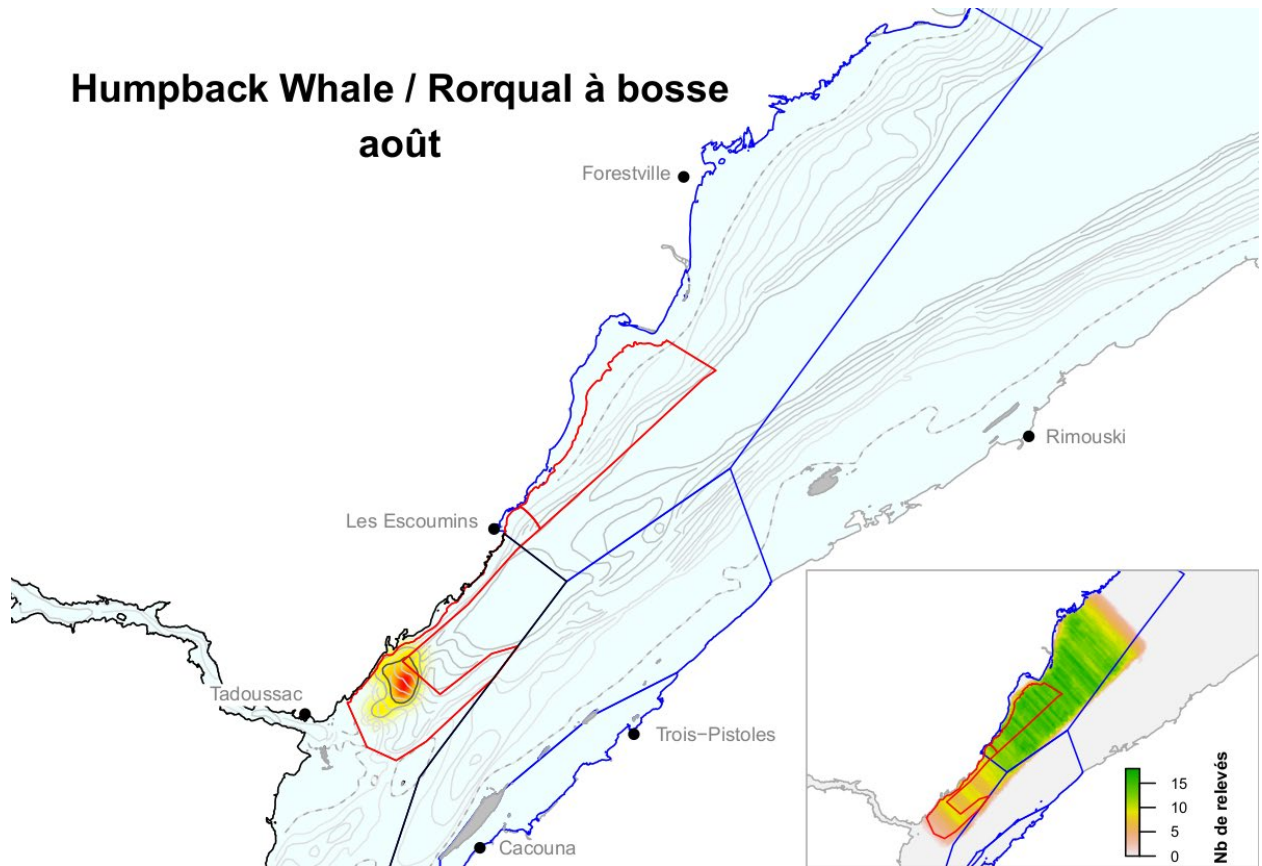 Humpback Whale / Rorqual à bosse
août
Forestville
Rimouski
Les Escoumins
Tadoussac
Trois−Pistoles
Cacouna
15
10
5
0
Nb de relevés